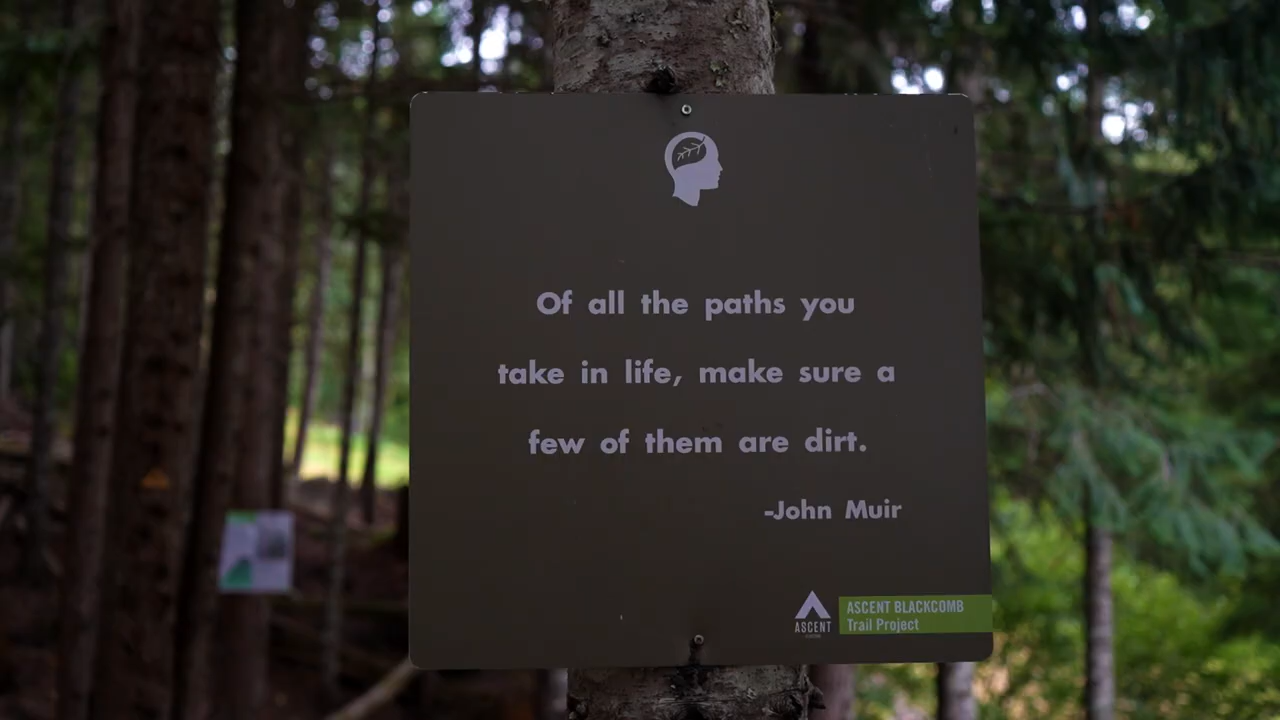 Of all the paths you
take in life, make sure a
few of them are dirt.
-John Muir
ASCENT
ASCENT BLACKCOMB
Trail Project